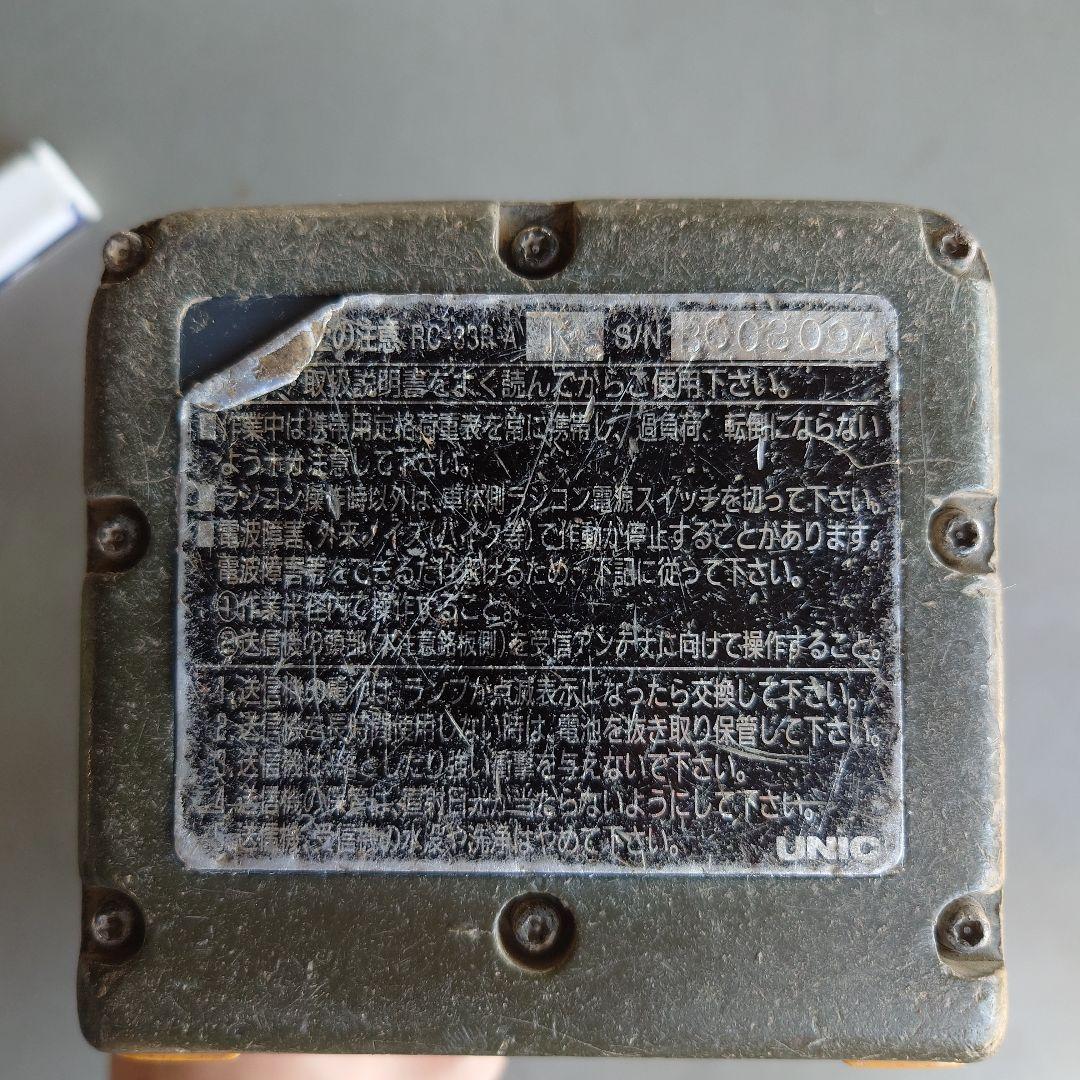 の注意 RC-33R-A S/N
取扱説明書をよく読んでからご使用下さい。
■作業中は携帯用定格荷重表を常に携帯し、過負荷、転倒にならない
ようご注意して下さい。
■ラジコン操作時以外は、車体側ラジコン電源スイッチを切って下さい。
■電波障害、外来ノイズ(バイク等)で作動が停止することがあります。
電波障害等をできるだけ避けるため、下記に従って下さい。
①作業半径内で操作すること。
②送信機の頭部(本注意銘板側)を受信アンテナに向けて操作すること。
1.送信機の電池は、ランプが点滅表示になったら交換して下さい。
2.送信機を長時間使用しない時は、電池を抜き取り保管して下さい。
3.送信機は、落としたり強い衝撃を与えないで下さい。
4.送信機の保管は、直射日光が当たらないようにして下さい。
5.送信機、受信機の水没や洗浄はやめて下さい。
UNIC